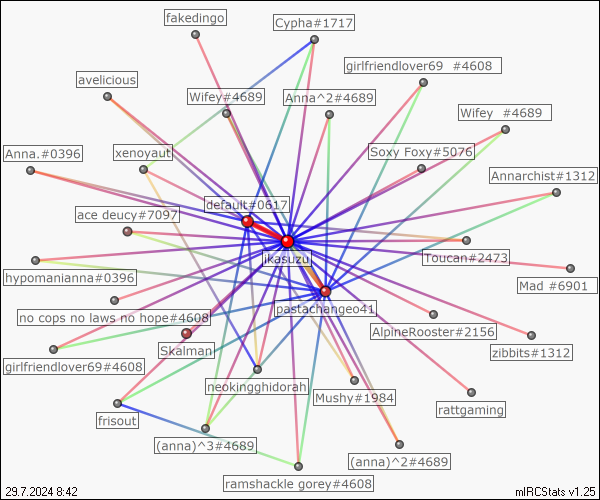 fakedingo
Cypha#1717
girlfriendlover69 #4608
avelicious
Wifey#4689
Anna^2#4689
Wifey #4689
Anna.#0396
xenoyaut
Soxy Foxy#5076
Annarchist#1312
default#0617
ace deucy#7097
jkasuzu
Toucan#2473
hypomanianna#0396
Mad #6901
pastachangeo41
no cops no laws no hope#4608
AlpineRooster#2156
Skalman
zibbits#1312
girlfriendlover69#4608
neokingghidorah
Mushy#1984
rattgaming
frisout
(anna)^3#4689
(anna)^2#4689
ramshackle gorey#4608
29.7.2024 8:42
mIRCStats v1.25